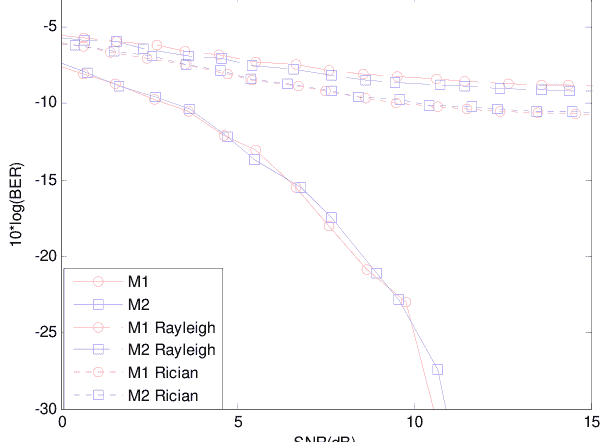 -5
-10
-15
-20
-25
-30
10*log(BER)
M1
M2
M1 Rayleigh
M2 Rayleigh
M1 Rician
M2 Rician
0
5
10
15
SNR(dB)